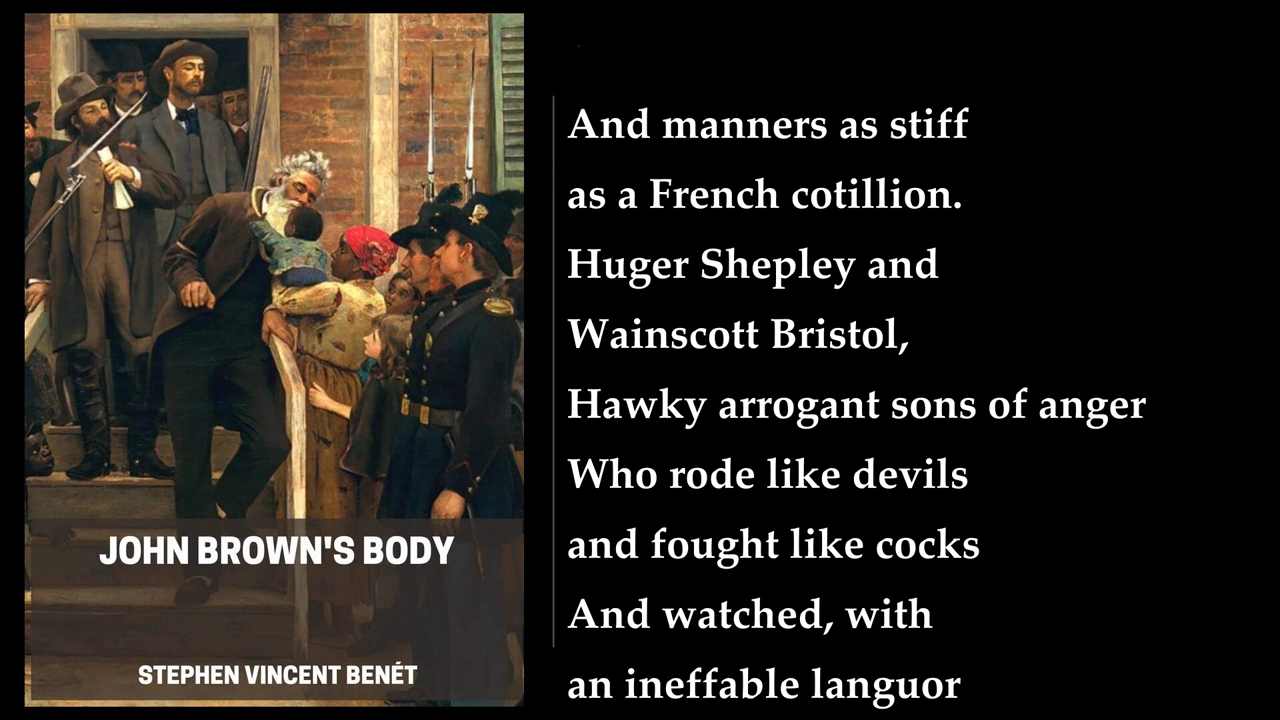 JOHN BROWN'S BODY
STEPHEN VINCENT BENÉT
And manners as stiff
as a French cotillion.
Huger Shepley and
Wainscott Bristol,
Hawky arrogant sons of anger
Who rode like devils
and fought like cocks
And watched, with
an ineffable languor